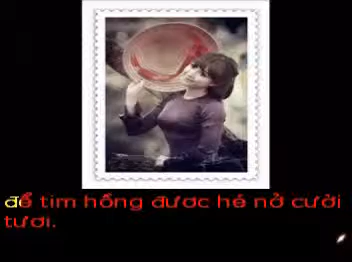 để tim hồng được hé nở cười
tươi.